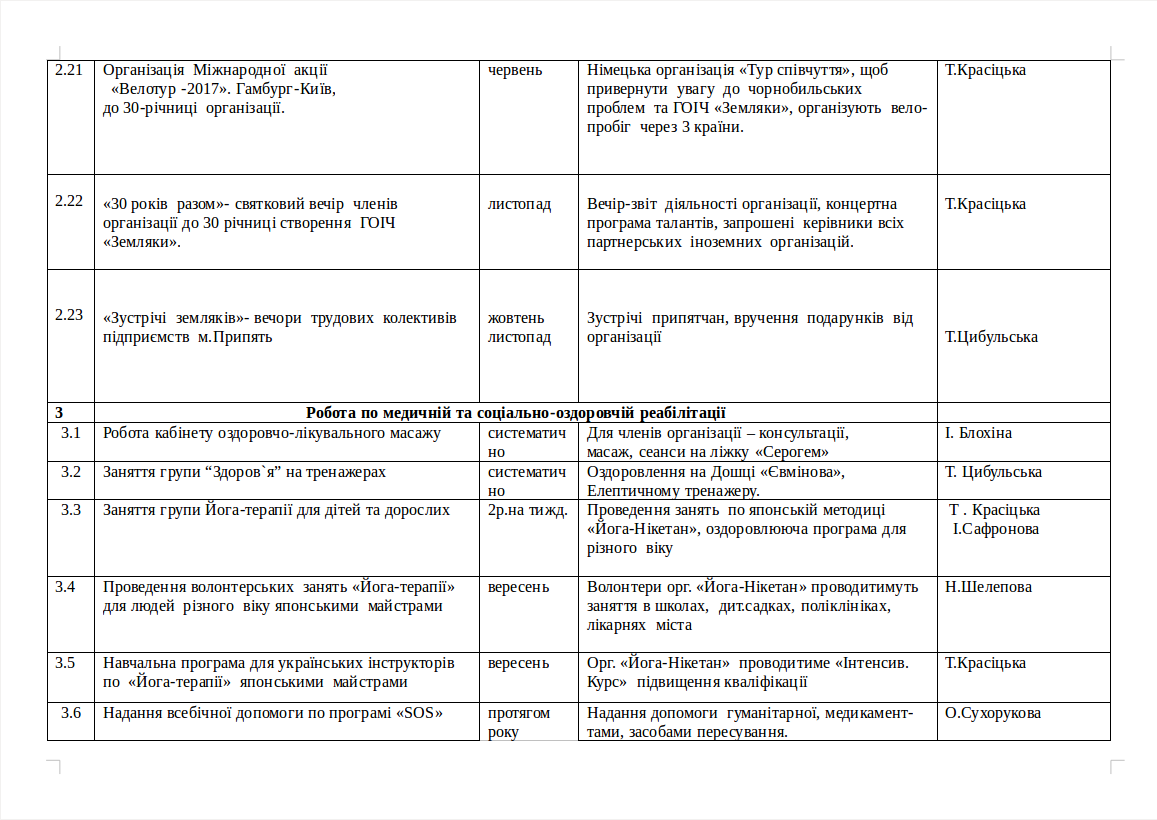 2.21
Організація Міжнародної акції
«Велотур -2017». Гамбург-Київ,
до 30-річниці організації.
червень
Німецька організація «Тур співчуття», щоб
привернути увагу до чорнобильських
проблем та ГОІЧ «Земляки», організують вело-
пробіг через 3 країни.
Т.Красіцька
2.22
«30 років разом»- святковий вечір членів
організації до 30 річниці створення ГОІЧ
«Земляки».
листопад
Вечір-звіт діяльності організації, концертна
програма талантів, запрошені керівники всіх
партнерських іноземних організацій.
Т.Красіцька
2.23
«Зустрічі земляків»- вечори трудових колективів
підприємств м.Припять
жовтень
листопад
Зустрічі припятчан, вручення подарунків від
організації
Т.Цибульська
3
Робота по медичній та соціально-оздоровчій реабілітації
3.1
Робота кабінету оздоровчо-лікувального масажу
систематич
но
Для членів організації – консультації,
масаж, сеанси на ліжку «Серогем»
І. Блохіна
3.2
Заняття групи “Здоров`я” на тренажерах
систематич
но
Оздоровлення на Дошці «Євмінова»,
Елептичному тренажеру.
Т. Цибульська
3.3
Заняття групи Йога-терапії для дітей та дорослих
2р.на тижд.
Проведення занять по японській методиці
«Йога-Нікетан», оздоровлююча програма для
різного віку
Т . Красіцька
І.Сафронова
3.4
Проведення волонтерських занять «Йога-терапії»
для людей різного віку японськими майстрами
вересень
Волонтери орг. «Йога-Нікетан» проводитимуть
заняття в школах, дит.садках, поліклініках,
лікарнях міста
Н.Шелепова
3.5
Навчальна програма для українських інструкторів
по «Йога-терапії» японськими майстрами
вересень
Орг. «Йога-Нікетан» проводитиме «Інтенсив.
Курс» підвищення кваліфікації
Т.Красіцька
3.6
Надання всебічної допомоги по програмі «SOS»
протягом
року
Надання допомоги гуманітарної, медикамент-
тами, засобами пересування.
О.Сухорукова